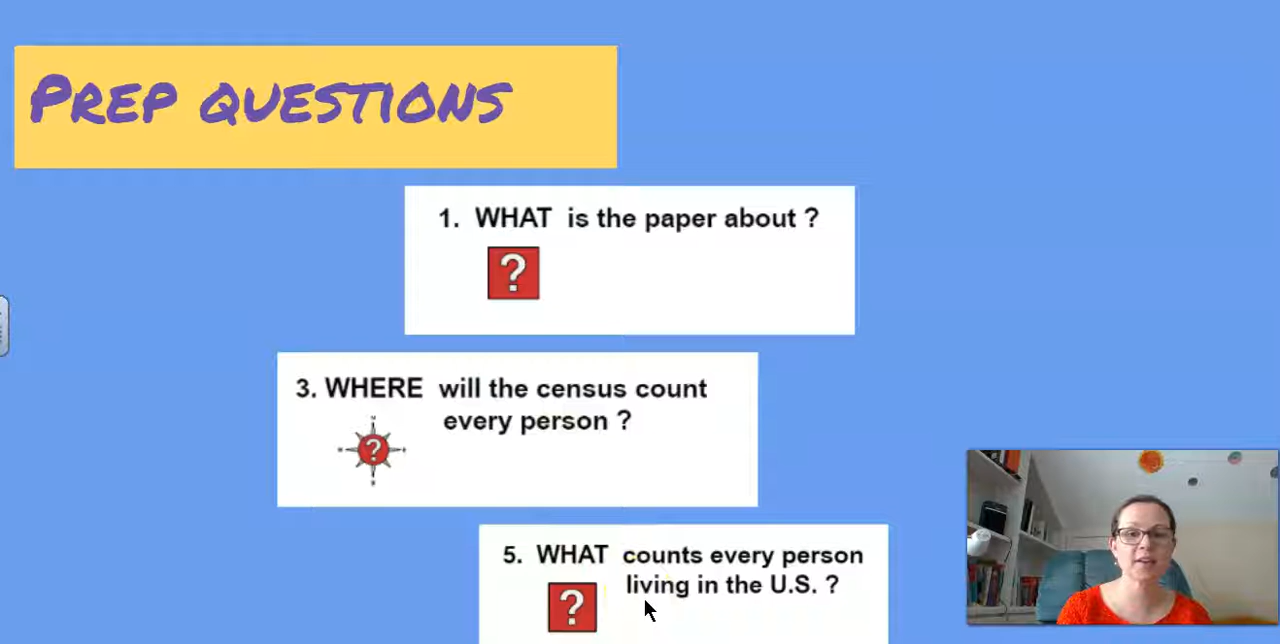 PREP QUESTIONS
1. WHAT is the paper about ?
?
3. WHERE will the census count
every person ?
?
5. WHAT counts every person
living in the U.S. ?
?